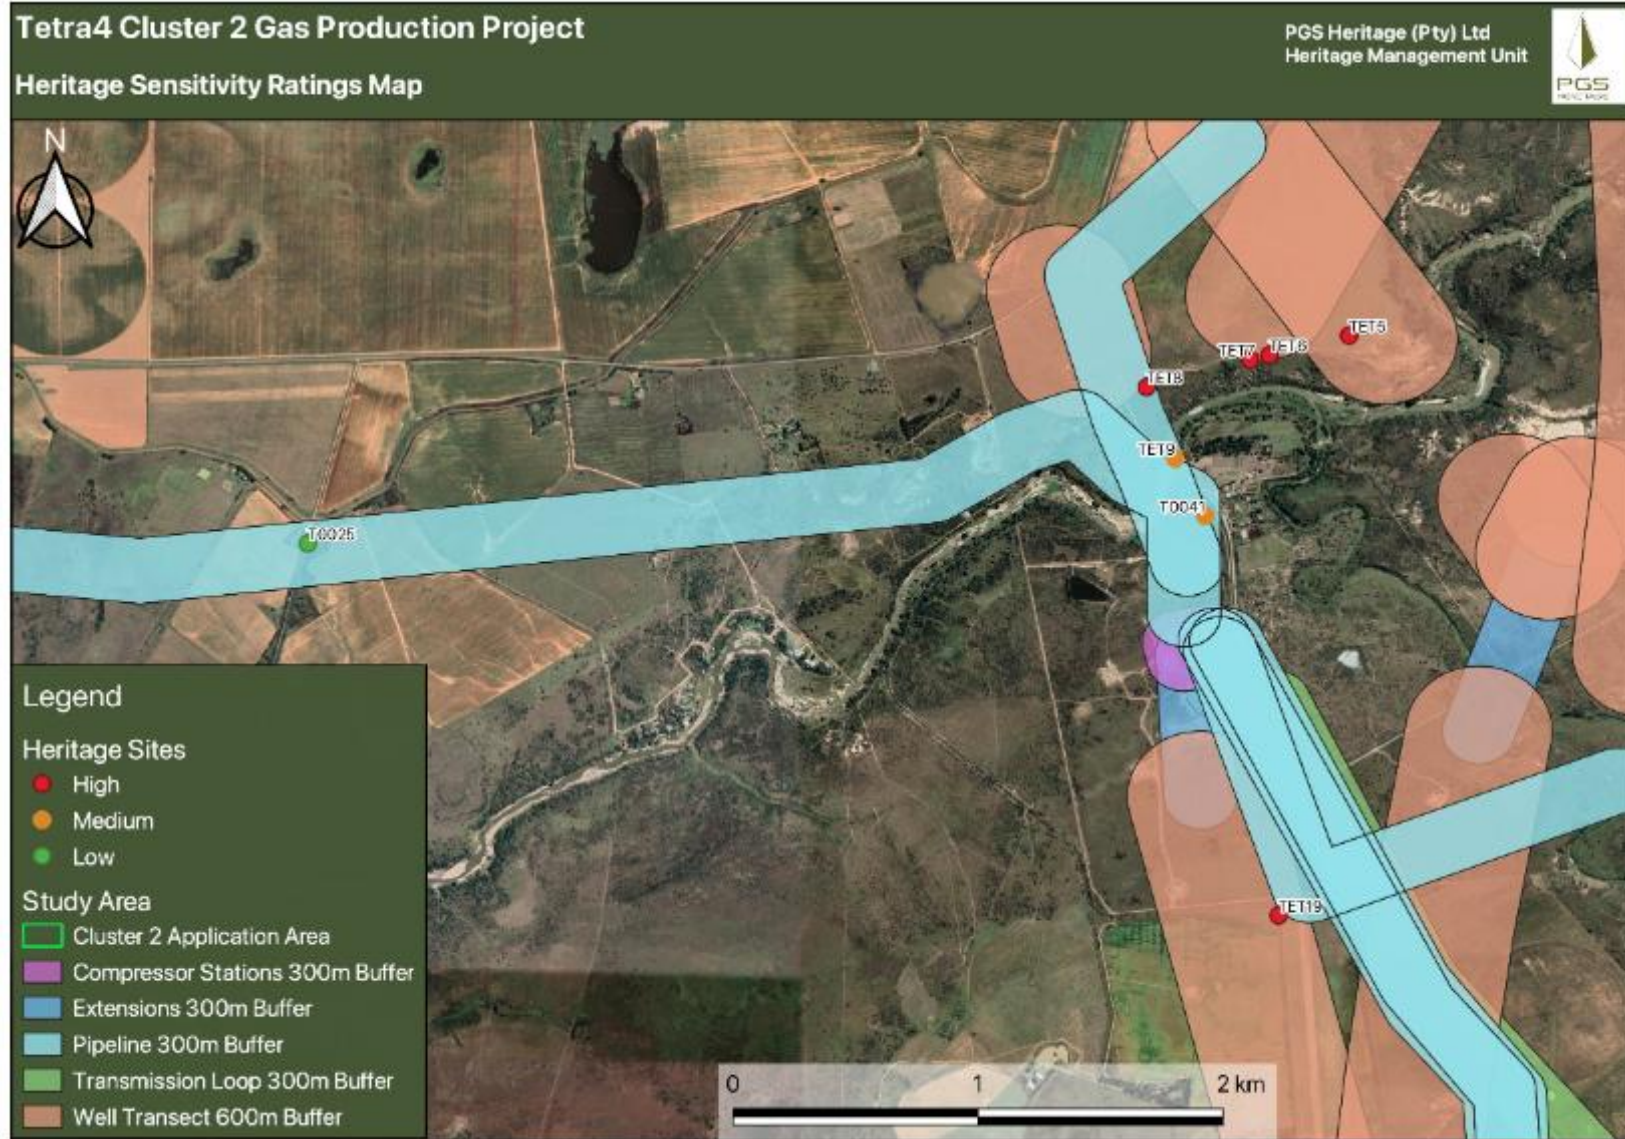 Tetra4 Cluster 2 Gas Production Project
Heritage Sensitivity Ratings Map
PGS Heritage (Pty) Ltd
Heritage Management Unit
PGS
N
TET5
TET7
TET6
TET8
TET9
T0041
T0025
TET19
Legend
Heritage Sites
High
Medium
Low
Study Area
Cluster 2 Application Area
Compressor Stations 300m Buffer
Extensions 300m Buffer
Pipeline 300m Buffer
Transmission Loop 300m Buffer
Well Transect 600m Buffer
0 1 2 km